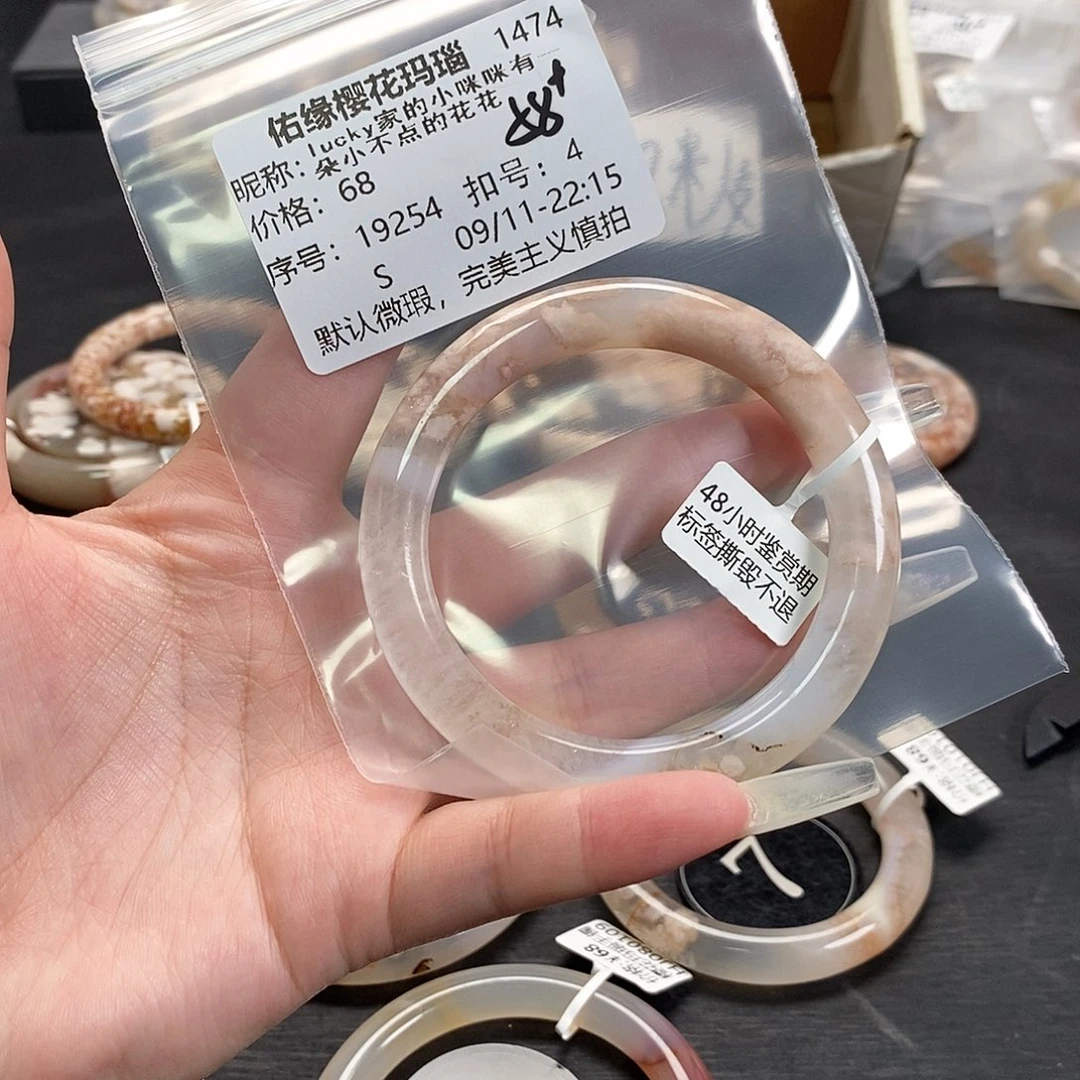 佑缘樱花玛瑙 1474
昵称：lucky家的小咪咪有一
朵小不点的花花
58+
价格：68
序号：19254 扣号：4
S 09/11-22:15
默认微瑕，完美主义慎拍
48小时鉴赏期
标签撕毁不退
7